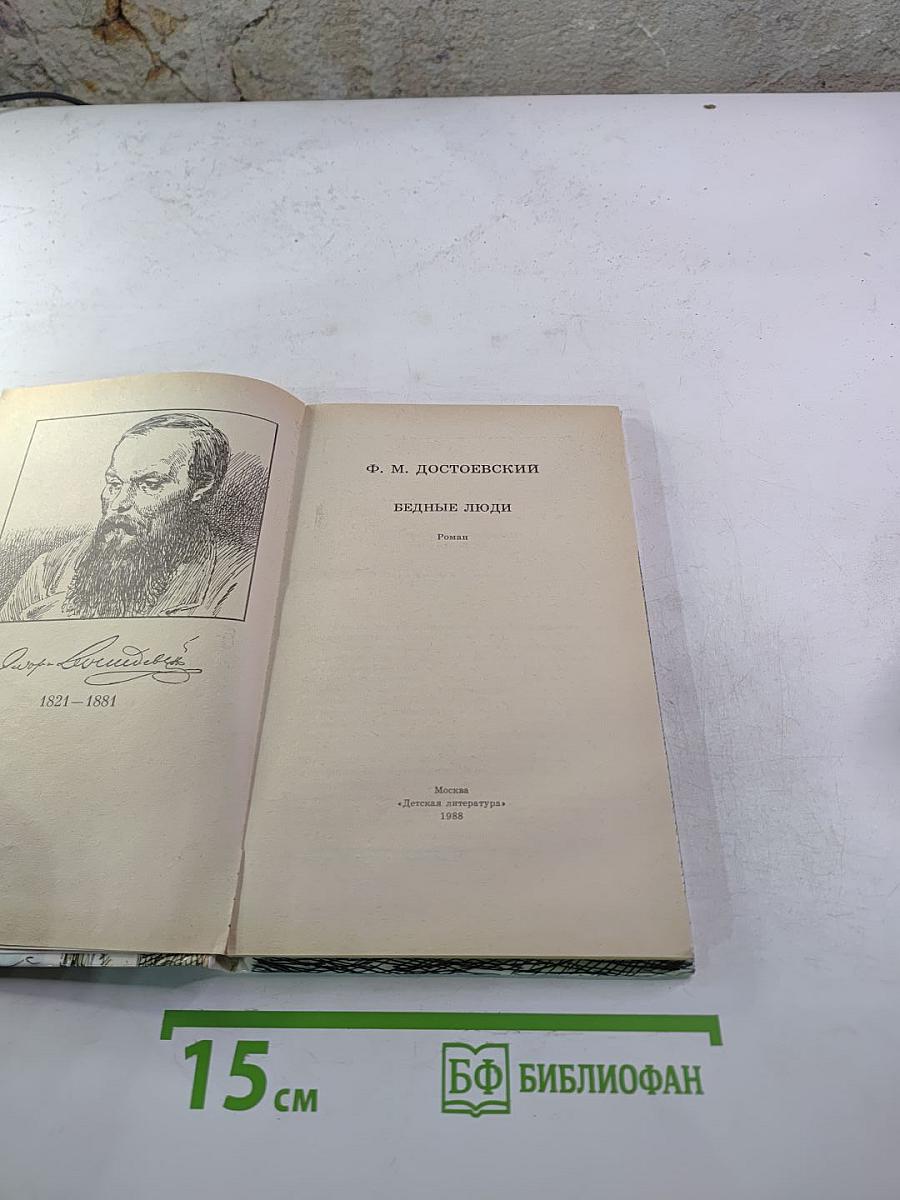 1821—1881
Ф. М. ДОСТОЕВСКИЙ
БЕДНЫЕ ЛЮДИ
Роман
Москва
«Детская литература»
1988
15 см
БФ БИБЛИОФАН